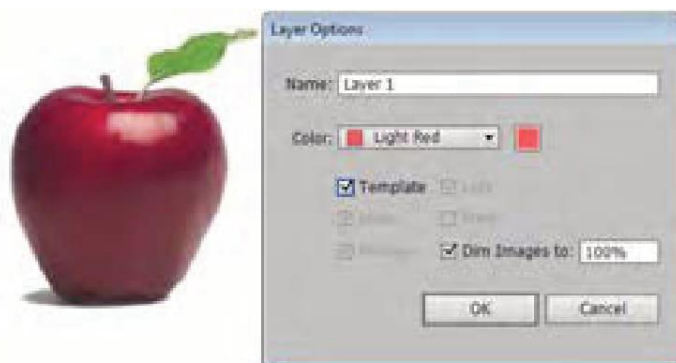 Layer Options
Name: Layer 1
Color: Light Red
Template Lock
Show Print
Preview Dim Images to: 100%
OK Cancel